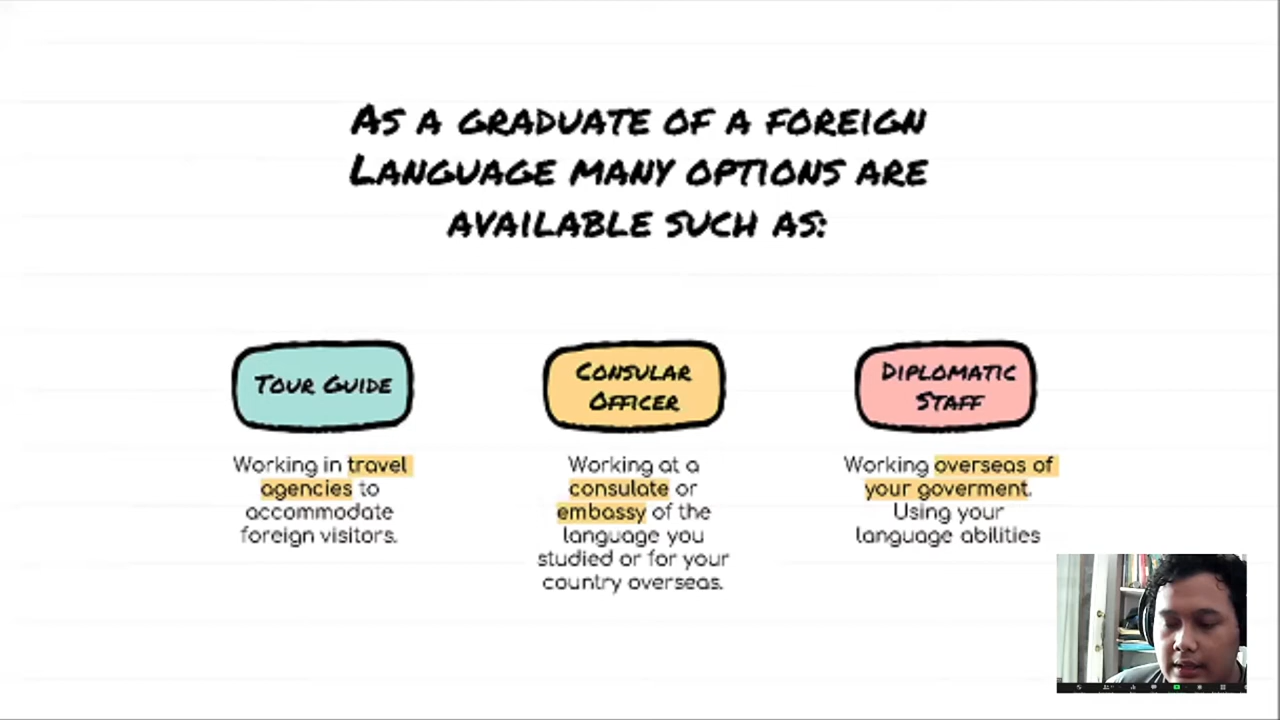 As a graduate of a foreign
Language many options are
available such as:
Tour Guide
Working in travel
agencies to
accommodate
foreign visitors.
Consular
Officer
Working at a
consulate or
embassy of the
language you
studied or for your
country overseas.
Diplomatic
Staff
Working overseas of
your goverment.
Using your
language abilities